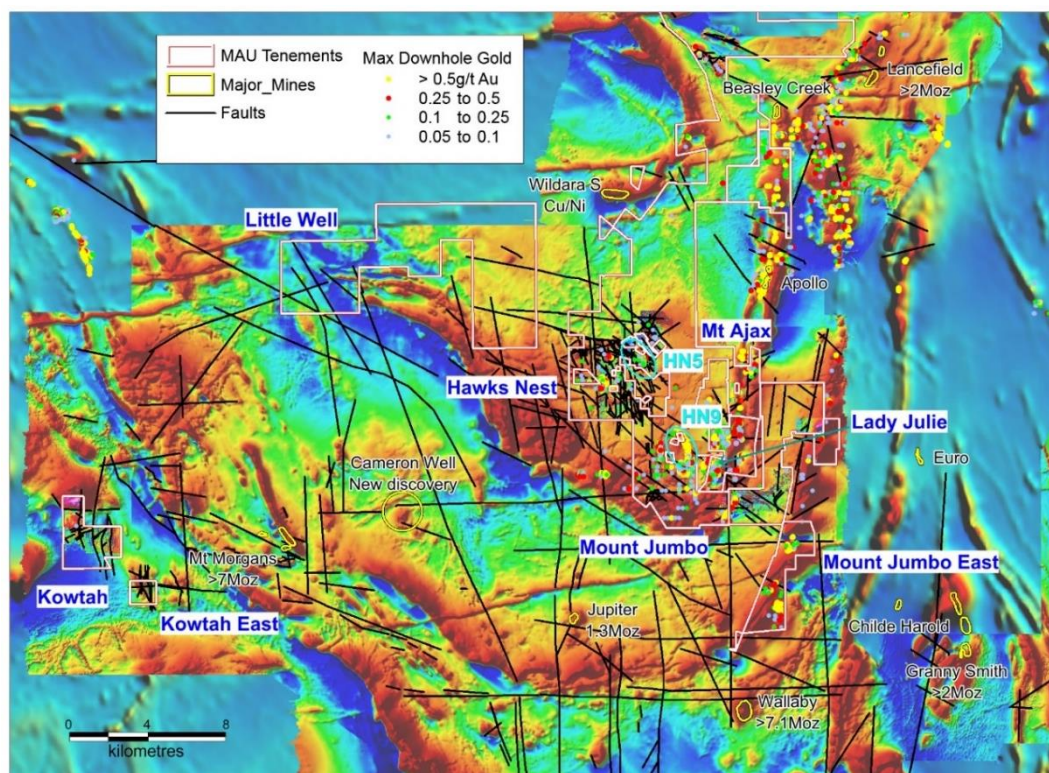 MAU Tenements
Major_Mines
Faults
Max Downhole Gold
> 0.5g/t Au
0.25 to 0.5
0.1 to 0.25
0.05 to 0.1
Lancefield
>2Moz
Beasley Creek
Wildara S
Cu/Ni
Little Well
Apollo
Mt Ajax
HN5
Hawks Nest
HN9
Lady Julie
Euro
Cameron Well
New discovery
Mount Jumbo
Mt Morgans
>7Moz
Mount Jumbo East
Kowtah
Kowtah East
Jupiter
1.3Moz
Childe Harold
Granny Smith
>2Moz
Wallaby
>7.1Moz
0 4 8
kilometres